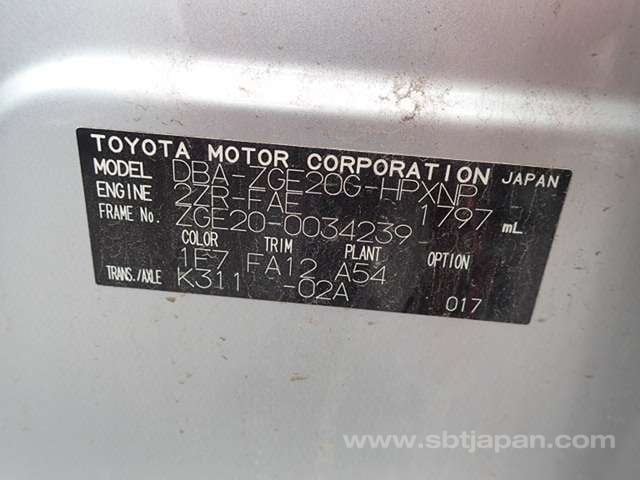 TOYOTA MOTOR CORPORATION JAPAN
MODEL DBA-ZGE20G-HPXNP
ENGINE 2ZR-FAE 1797 mL
FRAME No. ZGE20-0034239
COLOR TRIM PLANT OPTION
1F7 FA12 A54
TRANS./AXLE K311 -02A 017
www.sbtjapan.com